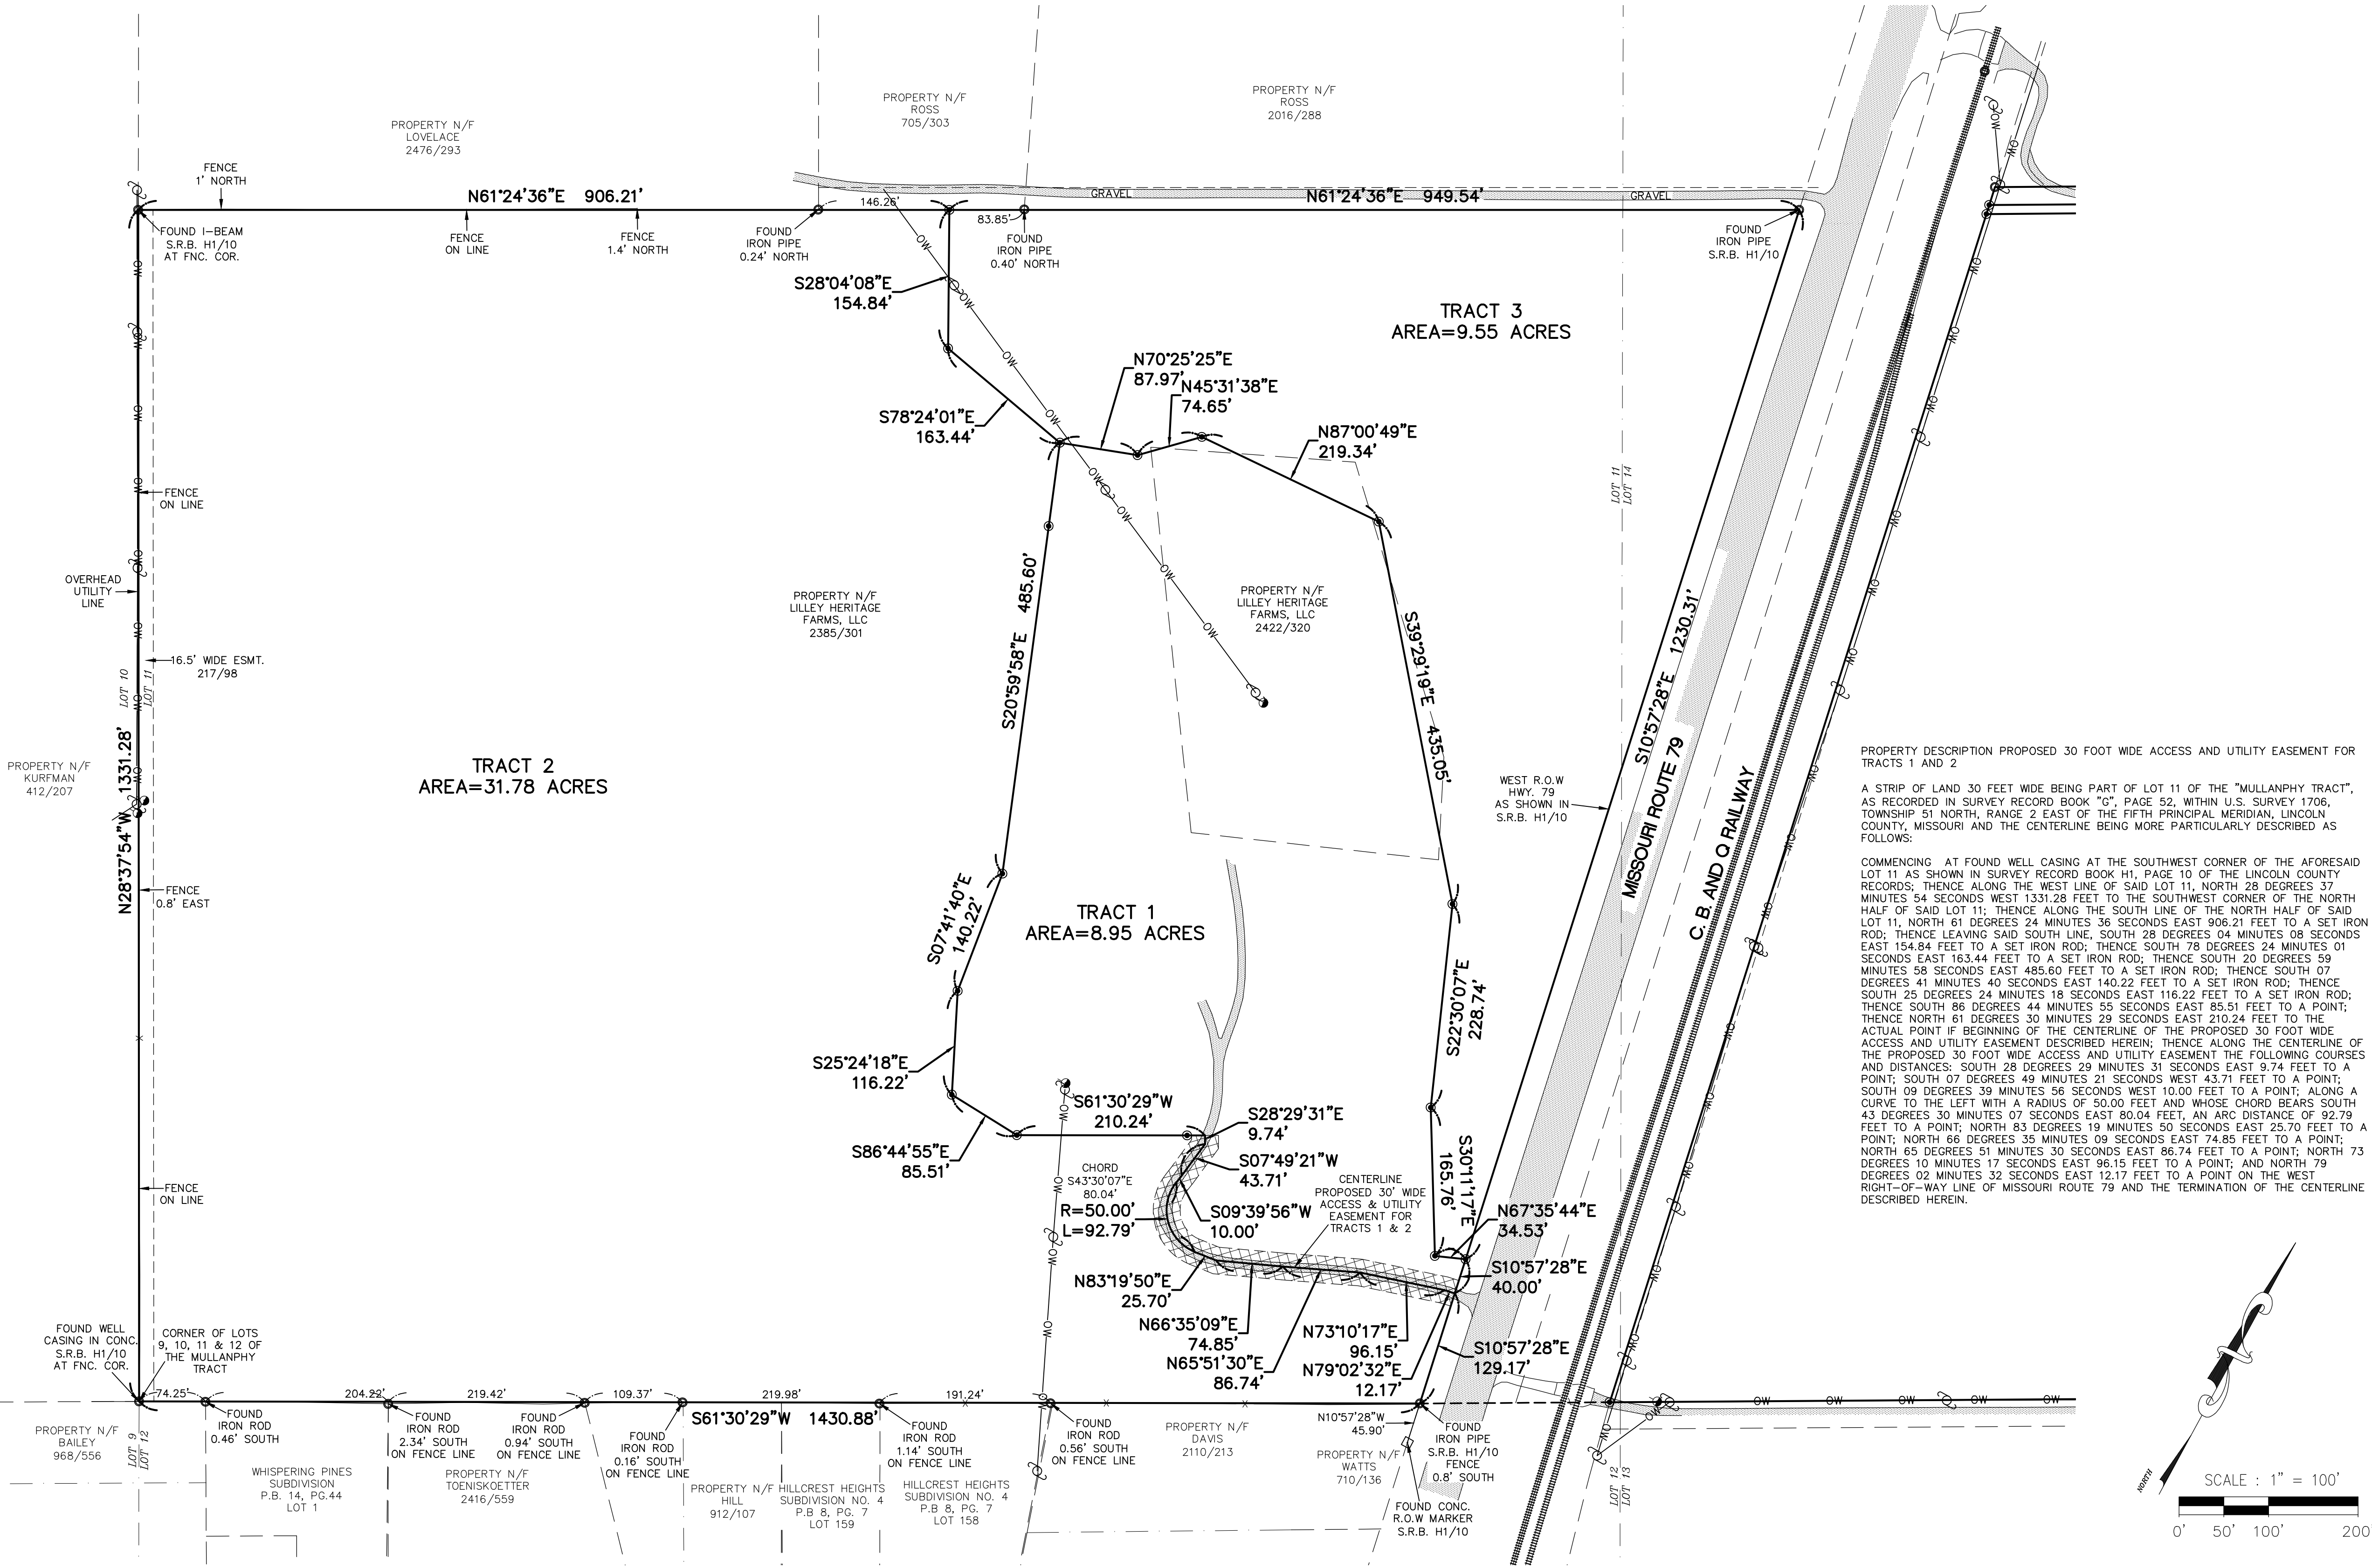 PROPERTY N/F
LOVELACE
2476/293
PROPERTY N/F
ROSS
705/303
PROPERTY N/F
ROSS
2016/288
FENCE
1' NORTH
N61°24'36"E 906.21'
146.26'
GRAVEL
N61°24'36"E 949.54'
GRAVEL
83.85'
FOUND I-BEAM
S.R.B. H1/10
AT FNC. COR.
FENCE
ON LINE
FENCE
1.4' NORTH
FOUND
IRON PIPE
0.24' NORTH
FOUND
IRON PIPE
0.40' NORTH
FOUND
IRON PIPE
S.R.B. H1/10
S28°04'08"E
154.84'
TRACT 3
AREA=9.55 ACRES
N70°25'25"E
87.97'
N45°31'38"E
74.65'
S78°24'01"E
163.44'
N87°00'49"E
219.34'
LOT 11
LOT 14
FENCE
ON LINE
OVERHEAD
UTILITY
LINE
16.5' WIDE ESMT.
217/98
LOT 10
LOT 11
PROPERTY N/F
LILLEY HERITAGE
FARMS, LLC
2385/301
S20°59'58"E 485.60'
PROPERTY N/F
LILLEY HERITAGE
FARMS, LLC
2422/320
S39°29'19"E 435.05'
S10°57'28"E 1230.31'
MISSOURI ROUTE 79
C. B. AND Q RAILWAY
WEST R.O.W
HWY. 79
AS SHOWN IN
S.R.B. H1/10
PROPERTY N/F
KURFMAN
412/207
N28°37'54"W 1331.28'
TRACT 2
AREA=31.78 ACRES
FENCE
0.8' EAST
S07°41'40"E
140.22'
TRACT 1
AREA=8.95 ACRES
S22°30'07"E
228.74'
S25°24'18"E
116.22'
S61°30'29"W
210.24'
S28°29'31"E
9.74'
S86°44'55"E
85.51'
S07°49'21"W
43.71'
FENCE
ON LINE
CHORD
S43°30'07"E
80.04'
R=50.00'
L=92.79'
CENTERLINE
PROPOSED 30' WIDE
ACCESS & UTILITY
EASEMENT FOR
TRACTS 1 & 2
S30°11'17"E
165.76'
S09°39'56"W
10.00'
N67°35'44"E
34.53'
N83°19'50"E
25.70'
S10°57'28"E
40.00'
N66°35'09"E
74.85'
N73°10'17"E
96.15'
N65°51'30"E
86.74'
N79°02'32"E
12.17'
S10°57'28"E
129.17'
FOUND WELL
CASING IN CONC.
S.R.B. H1/10
AT FNC. COR.
CORNER OF LOTS
9, 10, 11 & 12 OF
THE MULLANPHY
TRACT
74.25'
204.22'
219.42'
109.37'
219.98'
191.24'
S61°30'29"W 1430.88'
FOUND
IRON ROD
0.46' SOUTH
FOUND
IRON ROD
2.34' SOUTH
ON FENCE LINE
FOUND
IRON ROD
0.94' SOUTH
ON FENCE LINE
FOUND
IRON ROD
0.16' SOUTH
ON FENCE LINE
FOUND
IRON ROD
1.14' SOUTH
ON FENCE LINE
FOUND
IRON ROD
0.56' SOUTH
ON FENCE LINE
N10°57'28"W
45.90'
FOUND
IRON PIPE
S.R.B. H1/10
FENCE
0.8' SOUTH
PROPERTY N/F
BAILEY
968/556
LOT 9
LOT 12
WHISPERING PINES
SUBDIVISION
P.B. 14, PG.44
LOT 1
PROPERTY N/F
TOENISKOETTER
2416/559
PROPERTY N/F
HILL
912/107
HILLCREST HEIGHTS
SUBDIVISION NO. 4
P.B 8, PG. 7
LOT 159
HILLCREST HEIGHTS
SUBDIVISION NO. 4
P.B 8, PG. 7
LOT 158
PROPERTY N/F
DAVIS
2110/213
PROPERTY N/F
WATTS
710/136
FOUND CONC.
R.O.W MARKER
S.R.B. H1/10
LOT 12
LOT 13
PROPERTY DESCRIPTION PROPOSED 30 FOOT WIDE ACCESS AND UTILITY EASEMENT FOR
TRACTS 1 AND 2
A STRIP OF LAND 30 FEET WIDE BEING PART OF LOT 11 OF THE "MULLANPHY TRACT",
AS RECORDED IN SURVEY RECORD BOOK "G", PAGE 52, WITHIN U.S. SURVEY 1706,
TOWNSHIP 51 NORTH, RANGE 2 EAST OF THE FIFTH PRINCIPAL MERIDIAN, LINCOLN
COUNTY, MISSOURI AND THE CENTERLINE BEING MORE PARTICULARLY DESCRIBED AS
FOLLOWS:
COMMENCING AT FOUND WELL CASING AT THE SOUTHWEST CORNER OF THE AFORESAID
LOT 11 AS SHOWN IN SURVEY RECORD BOOK H1, PAGE 10 OF THE LINCOLN COUNTY
RECORDS; THENCE ALONG THE WEST LINE OF SAID LOT 11, NORTH 28 DEGREES 37
MINUTES 54 SECONDS WEST 1331.28 FEET TO THE SOUTHWEST CORNER OF THE NORTH
HALF OF SAID LOT 11; THENCE ALONG THE SOUTH LINE OF THE NORTH HALF OF SAID
LOT 11, NORTH 61 DEGREES 24 MINUTES 36 SECONDS EAST 906.21 FEET TO A SET IRON
ROD; THENCE LEAVING SAID SOUTH LINE, SOUTH 28 DEGREES 04 MINUTES 08 SECONDS
EAST 154.84 FEET TO A SET IRON ROD; THENCE SOUTH 78 DEGREES 24 MINUTES 01
SECONDS EAST 163.44 FEET TO A SET IRON ROD; THENCE SOUTH 20 DEGREES 59
MINUTES 58 SECONDS EAST 485.60 FEET TO A SET IRON ROD; THENCE SOUTH 07
DEGREES 41 MINUTES 40 SECONDS EAST 140.22 FEET TO A SET IRON ROD; THENCE
SOUTH 25 DEGREES 24 MINUTES 18 SECONDS EAST 116.22 FEET TO A SET IRON ROD;
THENCE SOUTH 86 DEGREES 44 MINUTES 55 SECONDS EAST 85.51 FEET TO A POINT;
THENCE NORTH 61 DEGREES 30 MINUTES 29 SECONDS EAST 210.24 FEET TO THE
ACTUAL POINT IF BEGINNING OF THE CENTERLINE OF THE PROPOSED 30 FOOT WIDE
ACCESS AND UTILITY EASEMENT DESCRIBED HEREIN; THENCE ALONG THE CENTERLINE OF
THE PROPOSED 30 FOOT WIDE ACCESS AND UTILITY EASEMENT THE FOLLOWING COURSES
AND DISTANCES: SOUTH 28 DEGREES 29 MINUTES 31 SECONDS EAST 9.74 FEET TO A
POINT; SOUTH 07 DEGREES 49 MINUTES 21 SECONDS WEST 43.71 FEET TO A POINT;
SOUTH 09 DEGREES 39 MINUTES 56 SECONDS WEST 10.00 FEET TO A POINT; ALONG A
CURVE TO THE LEFT WITH A RADIUS OF 50.00 FEET AND WHOSE CHORD BEARS SOUTH
43 DEGREES 30 MINUTES 07 SECONDS EAST 80.04 FEET, AN ARC DISTANCE OF 92.79
FEET TO A POINT; NORTH 83 DEGREES 19 MINUTES 50 SECONDS EAST 25.70 FEET TO A
POINT; NORTH 66 DEGREES 35 MINUTES 09 SECONDS EAST 74.85 FEET TO A POINT;
NORTH 65 DEGREES 51 MINUTES 30 SECONDS EAST 86.74 FEET TO A POINT; NORTH 73
DEGREES 10 MINUTES 17 SECONDS EAST 96.15 FEET TO A POINT; AND NORTH 79
DEGREES 02 MINUTES 32 SECONDS EAST 12.17 FEET TO A POINT ON THE WEST
RIGHT-OF-WAY LINE OF MISSOURI ROUTE 79 AND THE TERMINATION OF THE CENTERLINE
DESCRIBED HEREIN.
NORTH
SCALE : 1" = 100'
0' 50' 100' 200